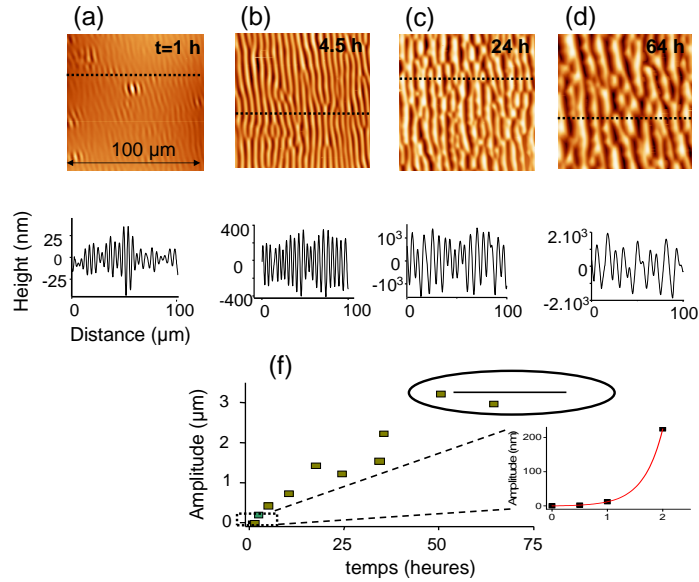 (a) (b) (c) (d)
t=1 h 4.5 h 24 h 64 h
100 µm
Height (nm)
25
0
-25
0 100
400
0
-400
0 100
10³
0
-10³
0 100
2.10³
0
-2.10³
0 100
Distance (µm)
(f)
Amplitude (µm)
3
2
1
0
0 25 50 75
temps (heures)
Amplitude (nm)
200
100
0
0 1 2